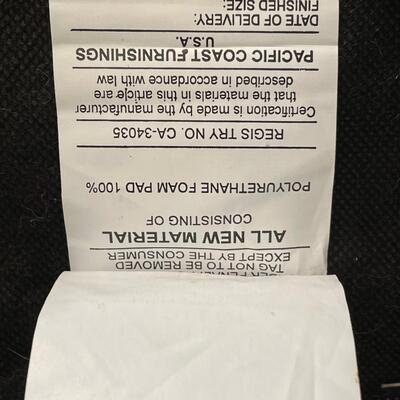 TAG NOT TO BE REMOVED
EXCEPT BY THE CONSUMER
ALL NEW MATERIAL
CONSISTING OF
POLYURETHANE FOAM PAD 100%
REGIS TRY NO. CA-34035
Certification is made by the manufacturer
that the materials in this article are
described in accordance with law
PACIFIC COAST FURNISHINGS
U.S.A.
DATE OF DELIVERY:
FINISHED SIZE: